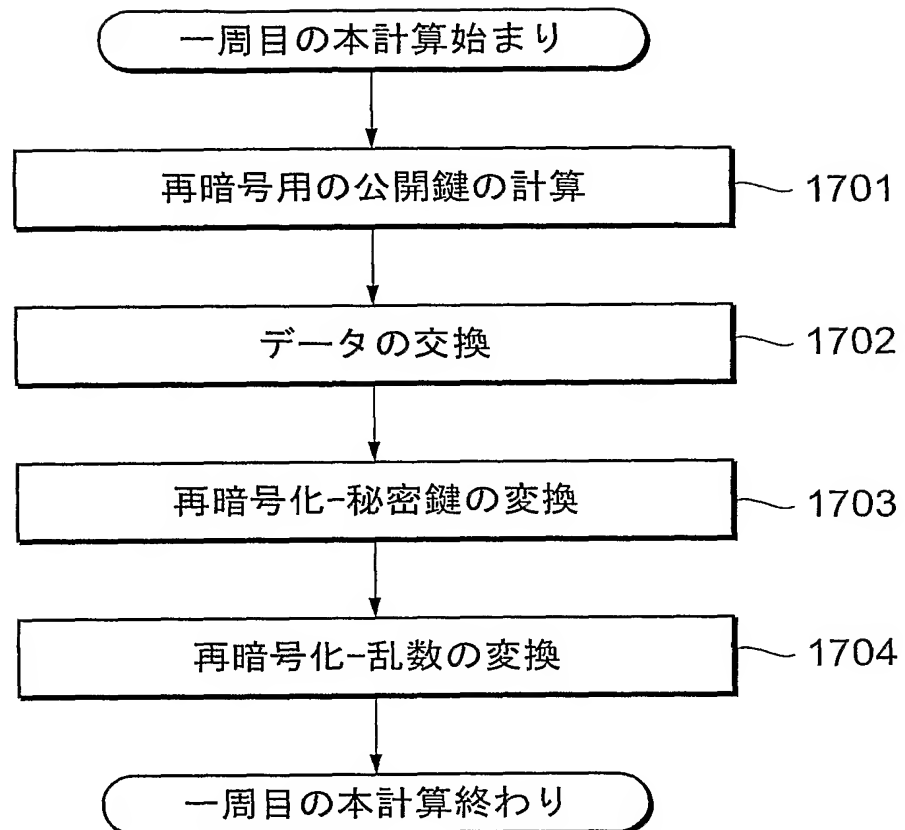 一周目の本計算始まり
再暗号用の公開鍵の計算
1701
データの交換
1702
再暗号化-秘密鍵の変換
1703
再暗号化-乱数の変換
1704
一周目の本計算終わり